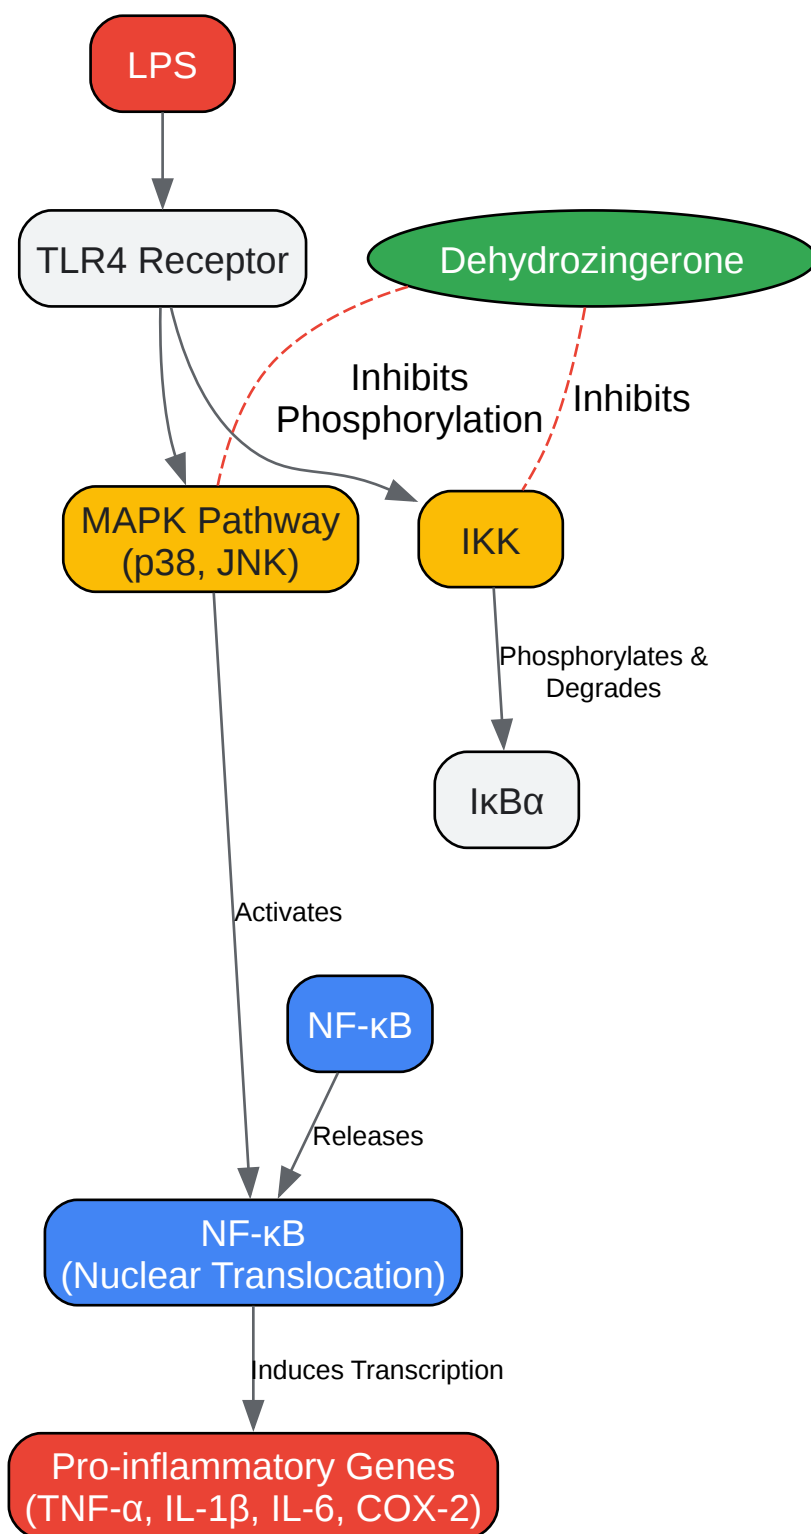 LPS
TLR4 Receptor
Dehydrozingerone
Inhibits
Phosphorylation
Inhibits
MAPK Pathway
(p38, JNK)
IKK
Phosphorylates &
Degrades
IκBα
Activates
NF-κB
Releases
NF-κB
(Nuclear Translocation)
Induces Transcription
Pro-inflammatory Genes
(TNF-α, IL-1β, IL-6, COX-2)